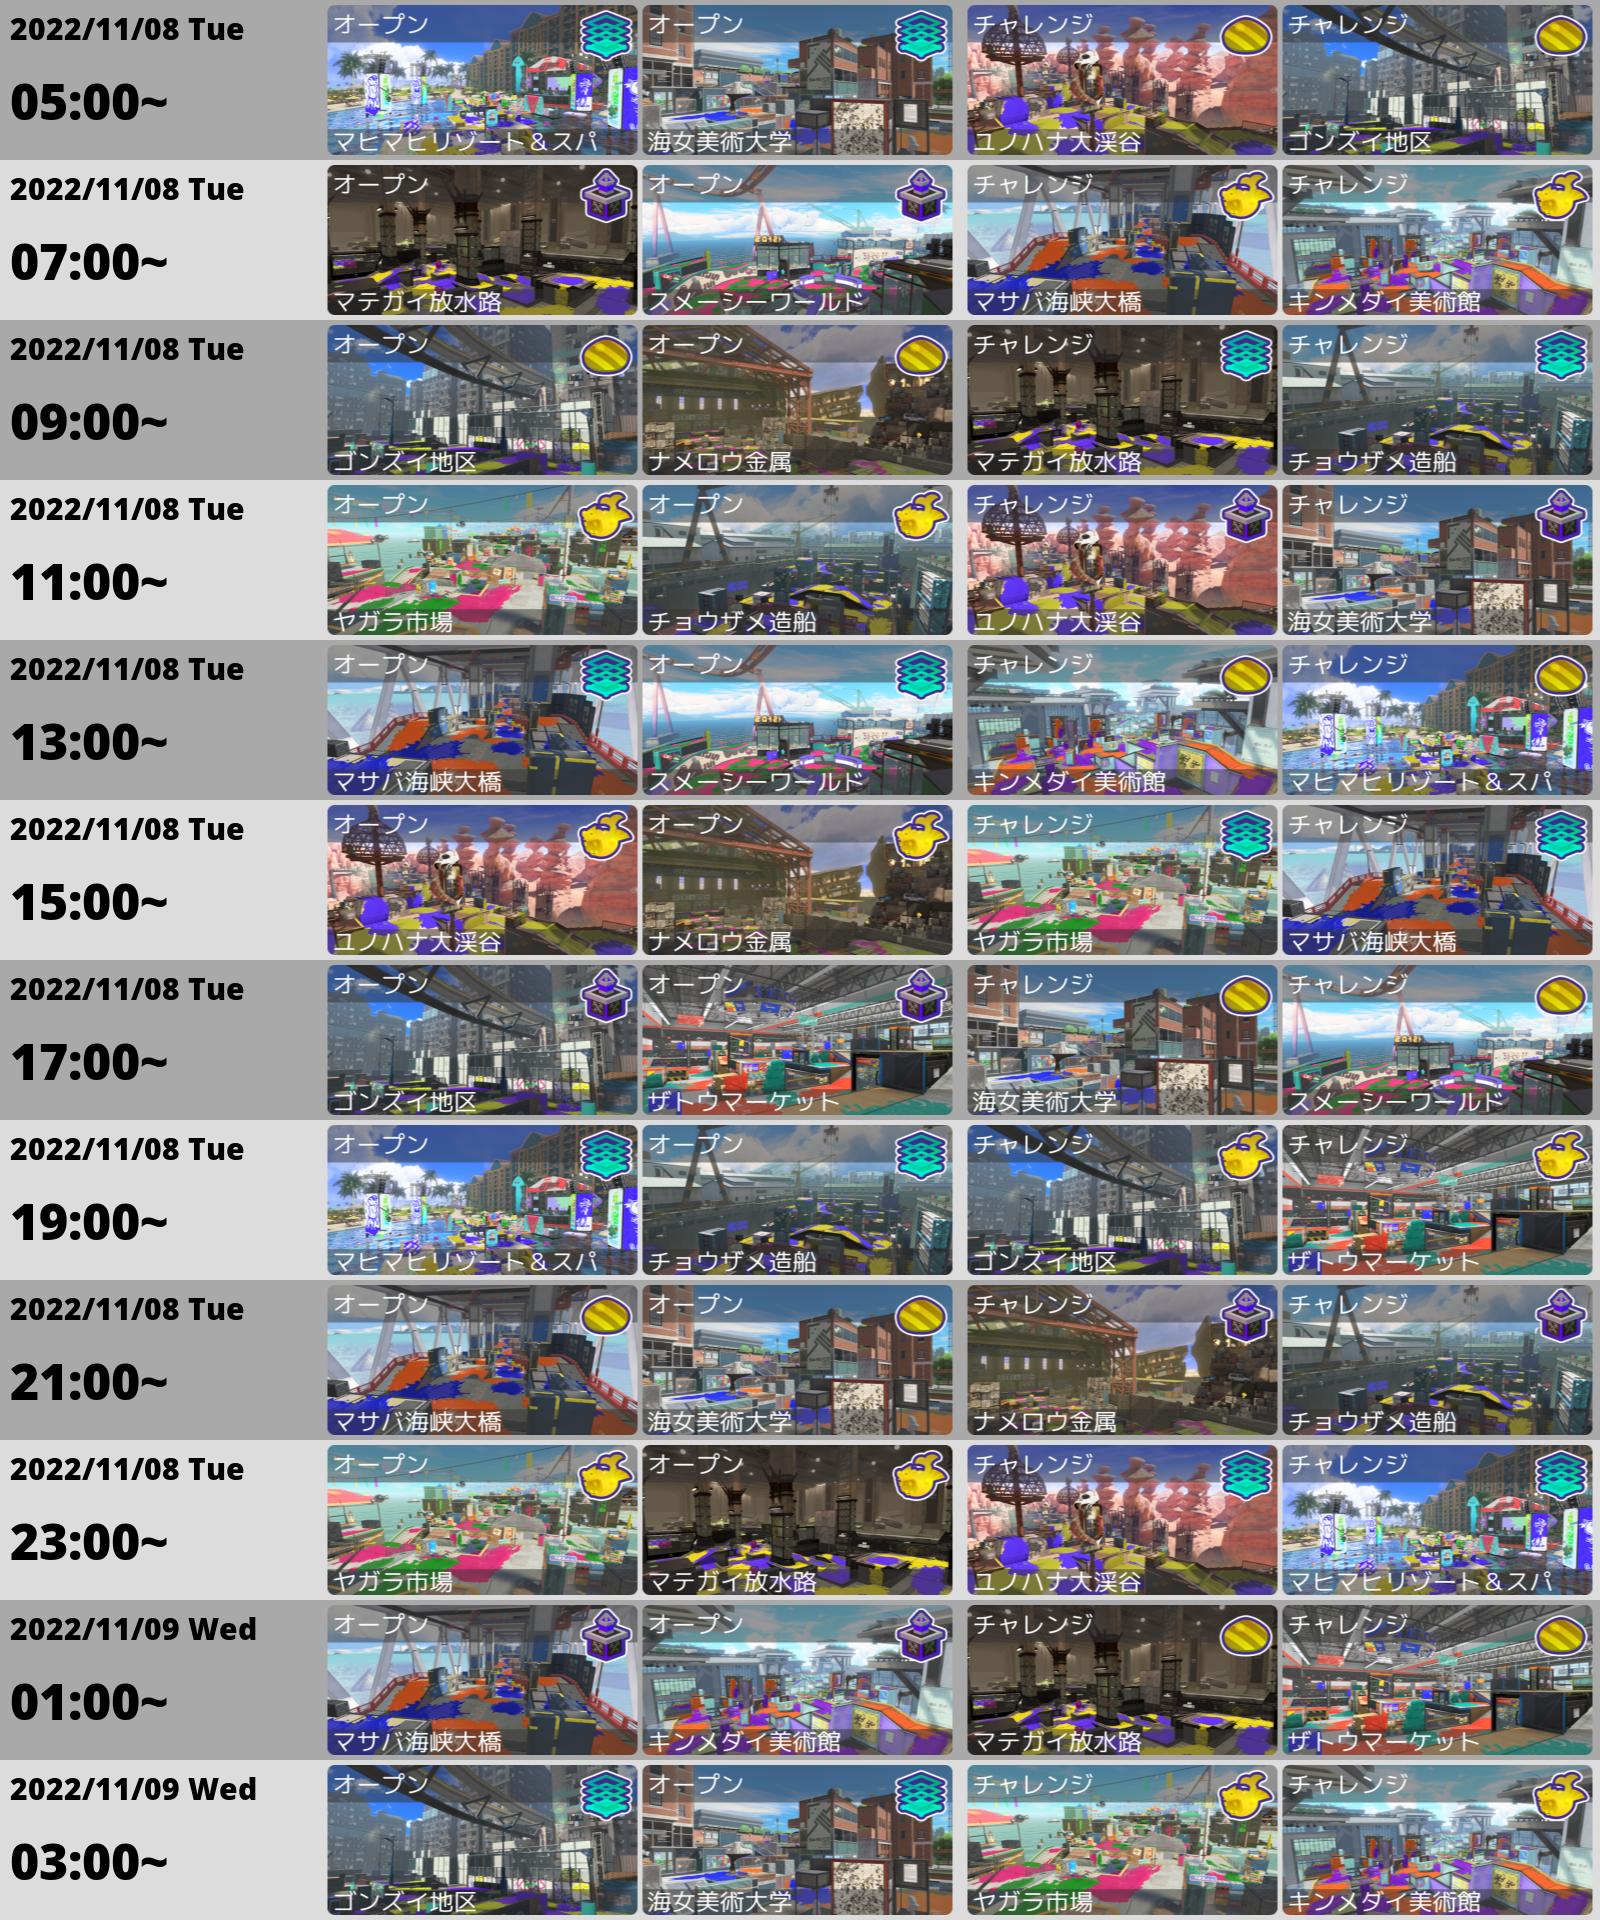 2022/11/08 Tue
05:00~
オープン
マヒマヒリゾート＆スパ
オープン
海女美術大学
チャレンジ
ユノハナ大渓谷
チャレンジ
ゴンズイ地区
2022/11/08 Tue
07:00~
オープン
マテガイ放水路
オープン
スメーシーワールド
チャレンジ
マサバ海峡大橋
チャレンジ
キンメダイ美術館
2022/11/08 Tue
09:00~
オープン
ゴンズイ地区
オープン
ナメロウ金属
チャレンジ
マテガイ放水路
チャレンジ
チョウザメ造船
2022/11/08 Tue
11:00~
オープン
ヤガラ市場
オープン
チョウザメ造船
チャレンジ
ユノハナ大渓谷
チャレンジ
海女美術大学
2022/11/08 Tue
13:00~
オープン
マサバ海峡大橋
オープン
スメーシーワールド
チャレンジ
キンメダイ美術館
チャレンジ
マヒマヒリゾート＆スパ
2022/11/08 Tue
15:00~
オープン
ユノハナ大渓谷
オープン
ナメロウ金属
チャレンジ
ヤガラ市場
チャレンジ
マサバ海峡大橋
2022/11/08 Tue
17:00~
オープン
ゴンズイ地区
オープン
ザトウマーケット
チャレンジ
海女美術大学
チャレンジ
スメーシーワールド
2022/11/08 Tue
19:00~
オープン
マヒマヒリゾート＆スパ
オープン
チョウザメ造船
チャレンジ
ゴンズイ地区
チャレンジ
ザトウマーケット
2022/11/08 Tue
21:00~
オープン
マサバ海峡大橋
オープン
海女美術大学
チャレンジ
ナメロウ金属
チャレンジ
チョウザメ造船
2022/11/08 Tue
23:00~
オープン
ヤガラ市場
オープン
マテガイ放水路
チャレンジ
ユノハナ大渓谷
チャレンジ
マヒマヒリゾート＆スパ
2022/11/09 Wed
01:00~
オープン
マサバ海峡大橋
オープン
キンメダイ美術館
チャレンジ
マテガイ放水路
チャレンジ
ザトウマーケット
2022/11/09 Wed
03:00~
オープン
ゴンズイ地区
オープン
海女美術大学
チャレンジ
ヤガラ市場
チャレンジ
キンメダイ美術館